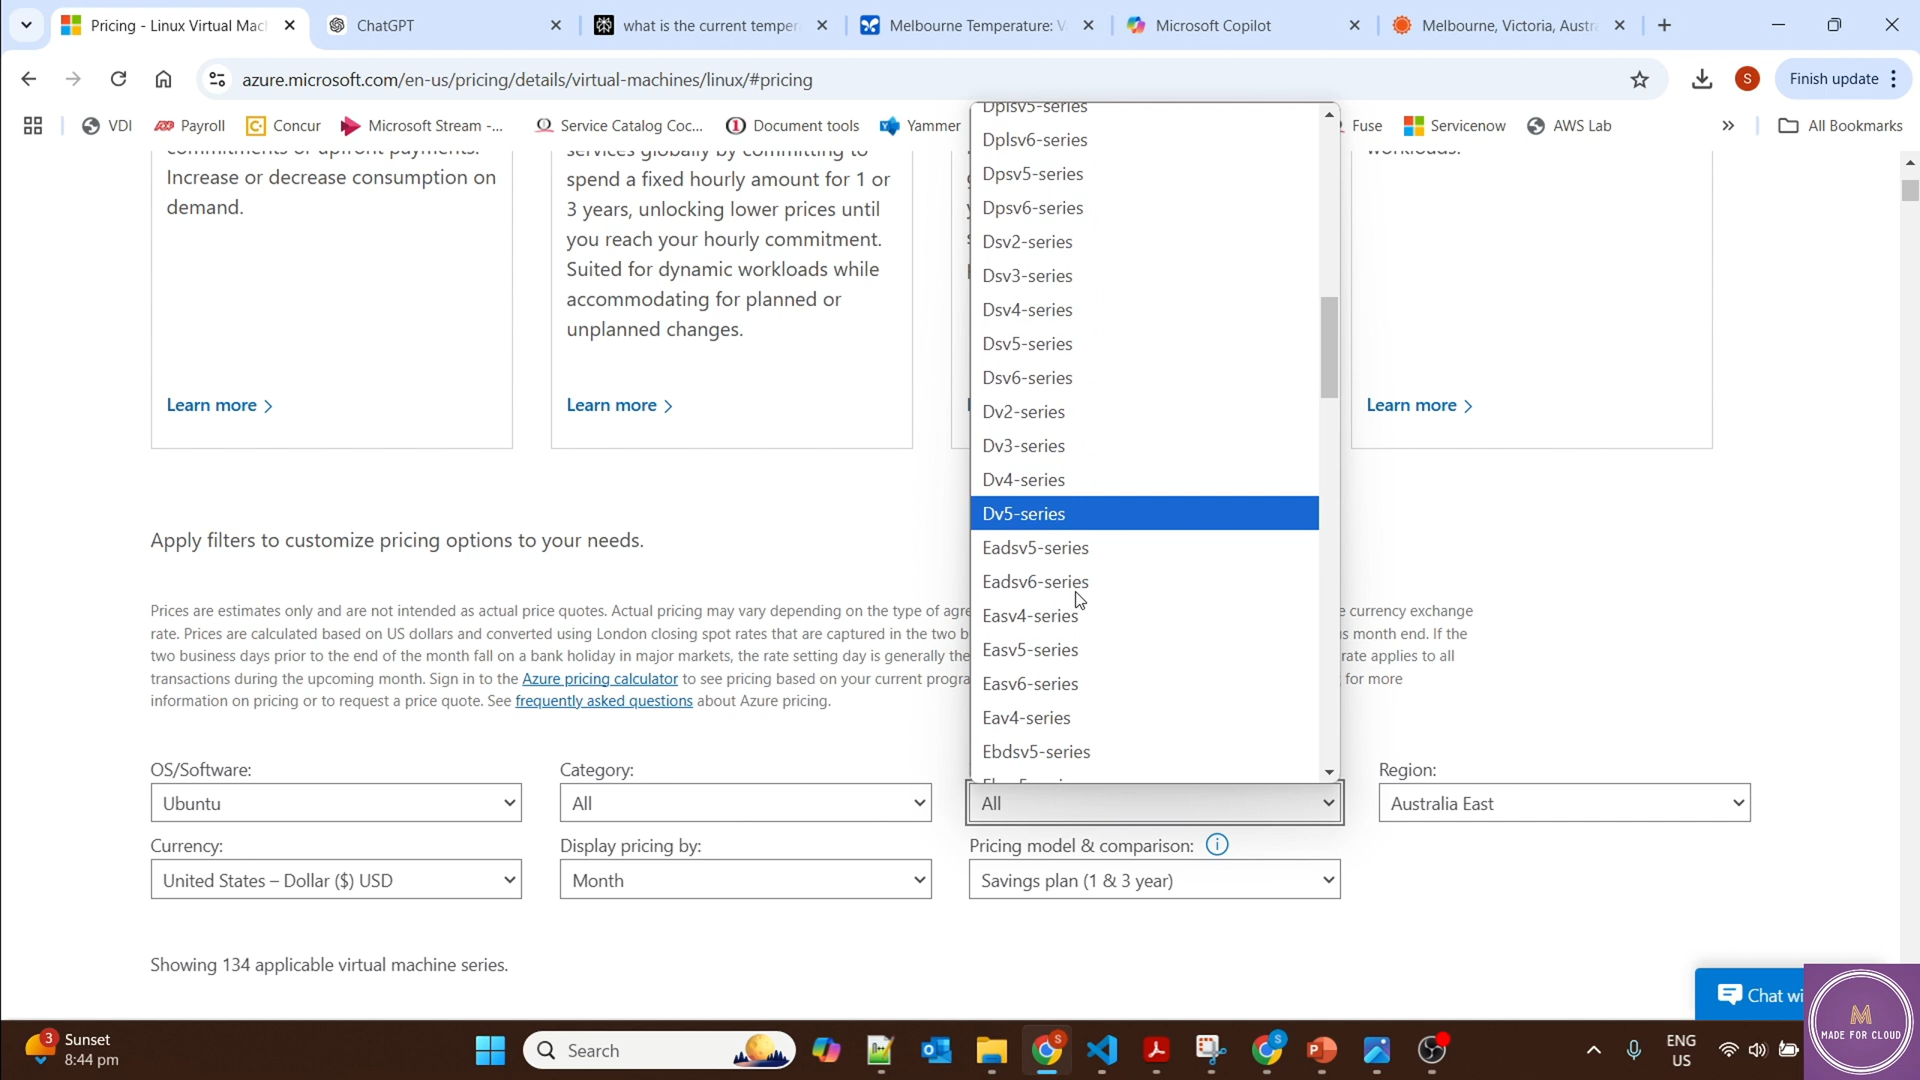 Pricing - Linux Virtual Mac
ChatGPT
what is the current temper
Melbourne Temperature: V
Microsoft Copilot
Melbourne, Victoria, Austr
azure.microsoft.com/en-us/pricing/details/virtual-machines/linux/#pricing
S
Finish update
VDI
Payroll
Concur
Microsoft Stream -...
Service Catalog Coc...
Document tools
Yammer
Fuse
Servicenow
AWS Lab
All Bookmarks
commitments or upfront payments.
Increase or decrease consumption on
demand.
Learn more
services globally by committing to
spend a fixed hourly amount for 1 or
3 years, unlocking lower prices until
you reach your hourly commitment.
Suited for dynamic workloads while
accommodating for planned or
unplanned changes.
Learn more
workloads.
Learn more
Dplsv5-series
Dplsv6-series
Dpsv5-series
Dpsv6-series
Dsv2-series
Dsv3-series
Dsv4-series
Dsv5-series
Dsv6-series
Dv2-series
Dv3-series
Dv4-series
Dv5-series
Eadsv5-series
Eadsv6-series
Easv4-series
Easv5-series
Easv6-series
Eav4-series
Ebdsv5-series
Apply filters to customize pricing options to your needs.
Prices are estimates only and are not intended as actual price quotes. Actual pricing may vary depending on the type of agre
e currency exchange
rate. Prices are calculated based on US dollars and converted using London closing spot rates that are captured in the two b
is month end. If the
two business days prior to the end of the month fall on a bank holiday in major markets, the rate setting day is generally the
rate applies to all
transactions during the upcoming month. Sign in to the Azure pricing calculator to see pricing based on your current progra
for more
information on pricing or to request a price quote. See frequently asked questions about Azure pricing.
OS/Software:
Ubuntu
Category:
All
All
Region:
Australia East
Currency:
United States – Dollar ($) USD
Display pricing by:
Month
Pricing model & comparison:
Savings plan (1 & 3 year)
Showing 134 applicable virtual machine series.
Chat wi
M
MADE FOR CLOUD
3
Sunset
8:44 pm
Search
ENG
US